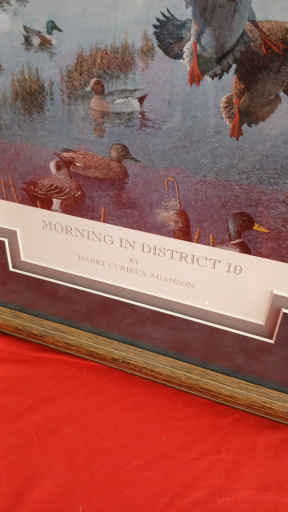 MORNING IN DISTRICT 10
BY
HARRY CURIEUX ADAMSON